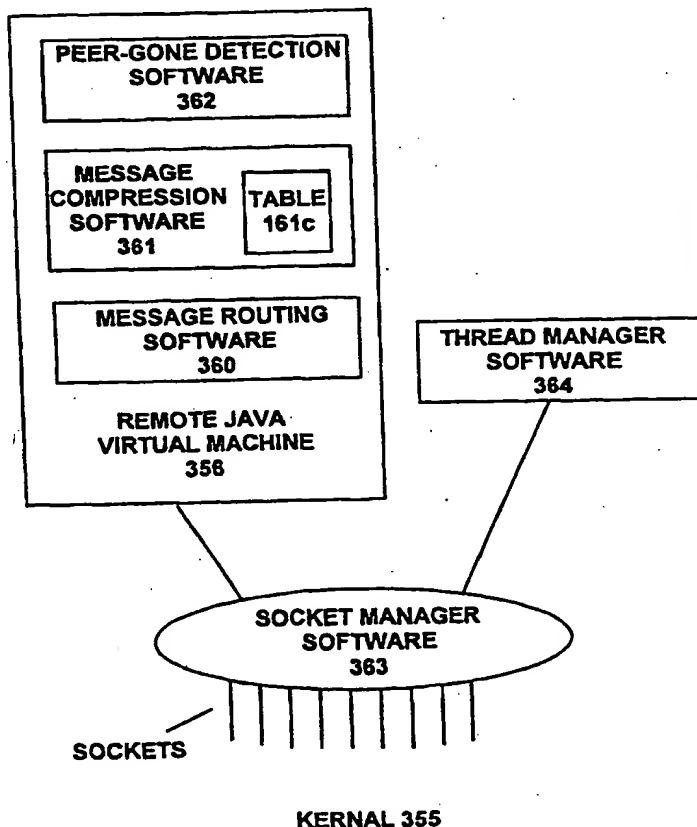 PEER-GONE DETECTION
SOFTWARE
362
MESSAGE
COMPRESSION
SOFTWARE
361
TABLE
161c
MESSAGE ROUTING
SOFTWARE
360
REMOTE JAVA
VIRTUAL MACHINE
356
THREAD MANAGER
SOFTWARE
364
SOCKET MANAGER
SOFTWARE
363
SOCKETS
KERNAL 355